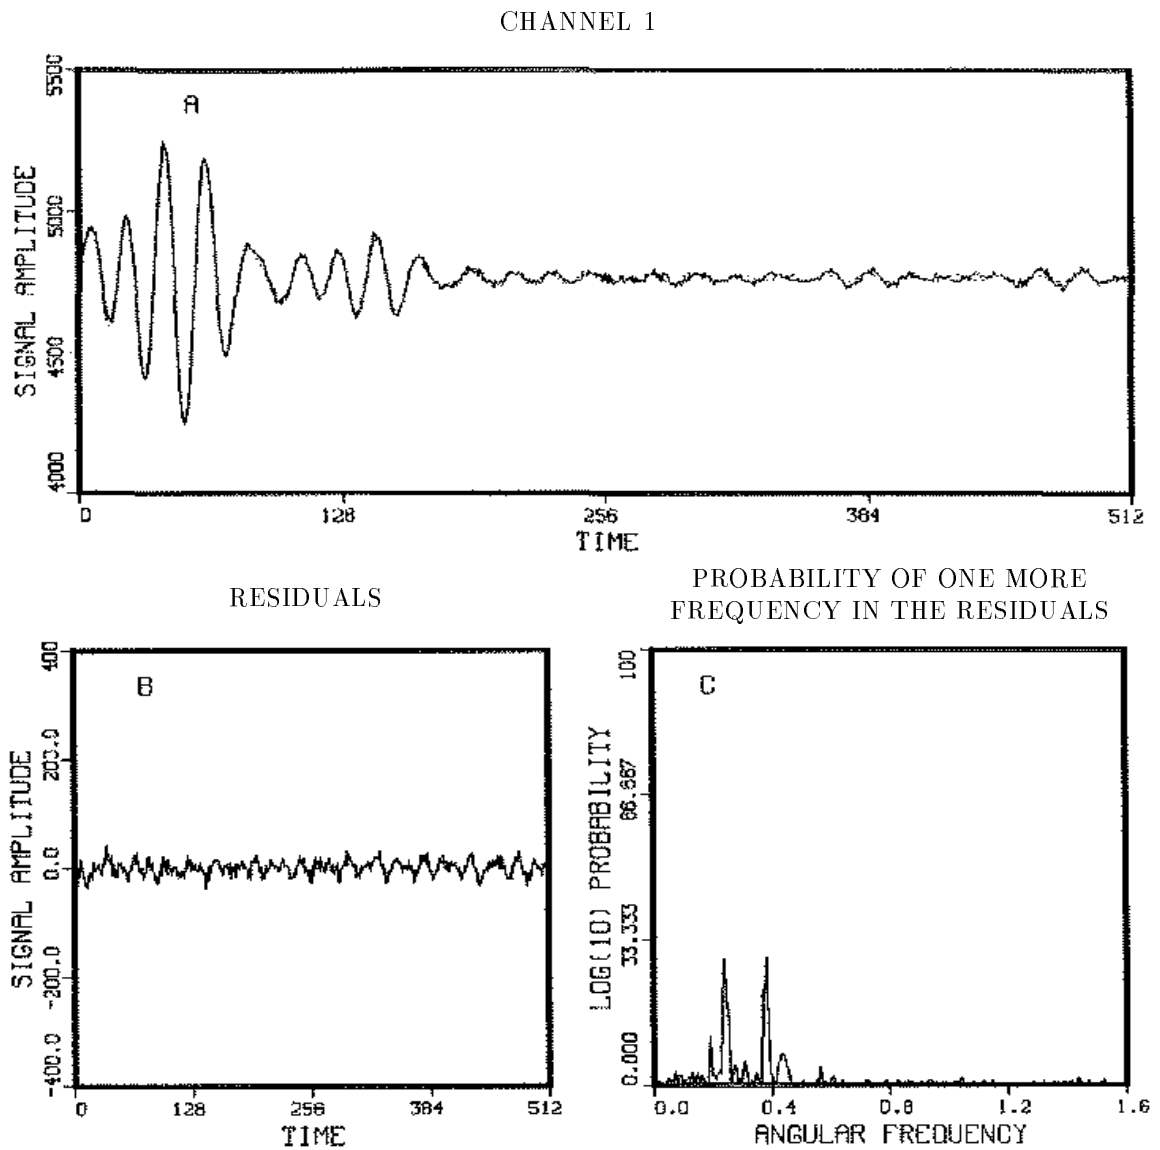 CHANNEL 1
A
SIGNAL AMPLITUDE
5500
5000
4500
4000
0 128 256 384 512
TIME
RESIDUALS
B
SIGNAL AMPLITUDE
400
200.0
0.0
-200.0
-400.0
0 128 256 384 512
TIME
PROBABILITY OF ONE MORE
FREQUENCY IN THE RESIDUALS
C
LOG(10) PROBABILITY
100
66.667
33.333
0.000
0.0 0.4 0.8 1.2 1.6
ANGULAR FREQUENCY